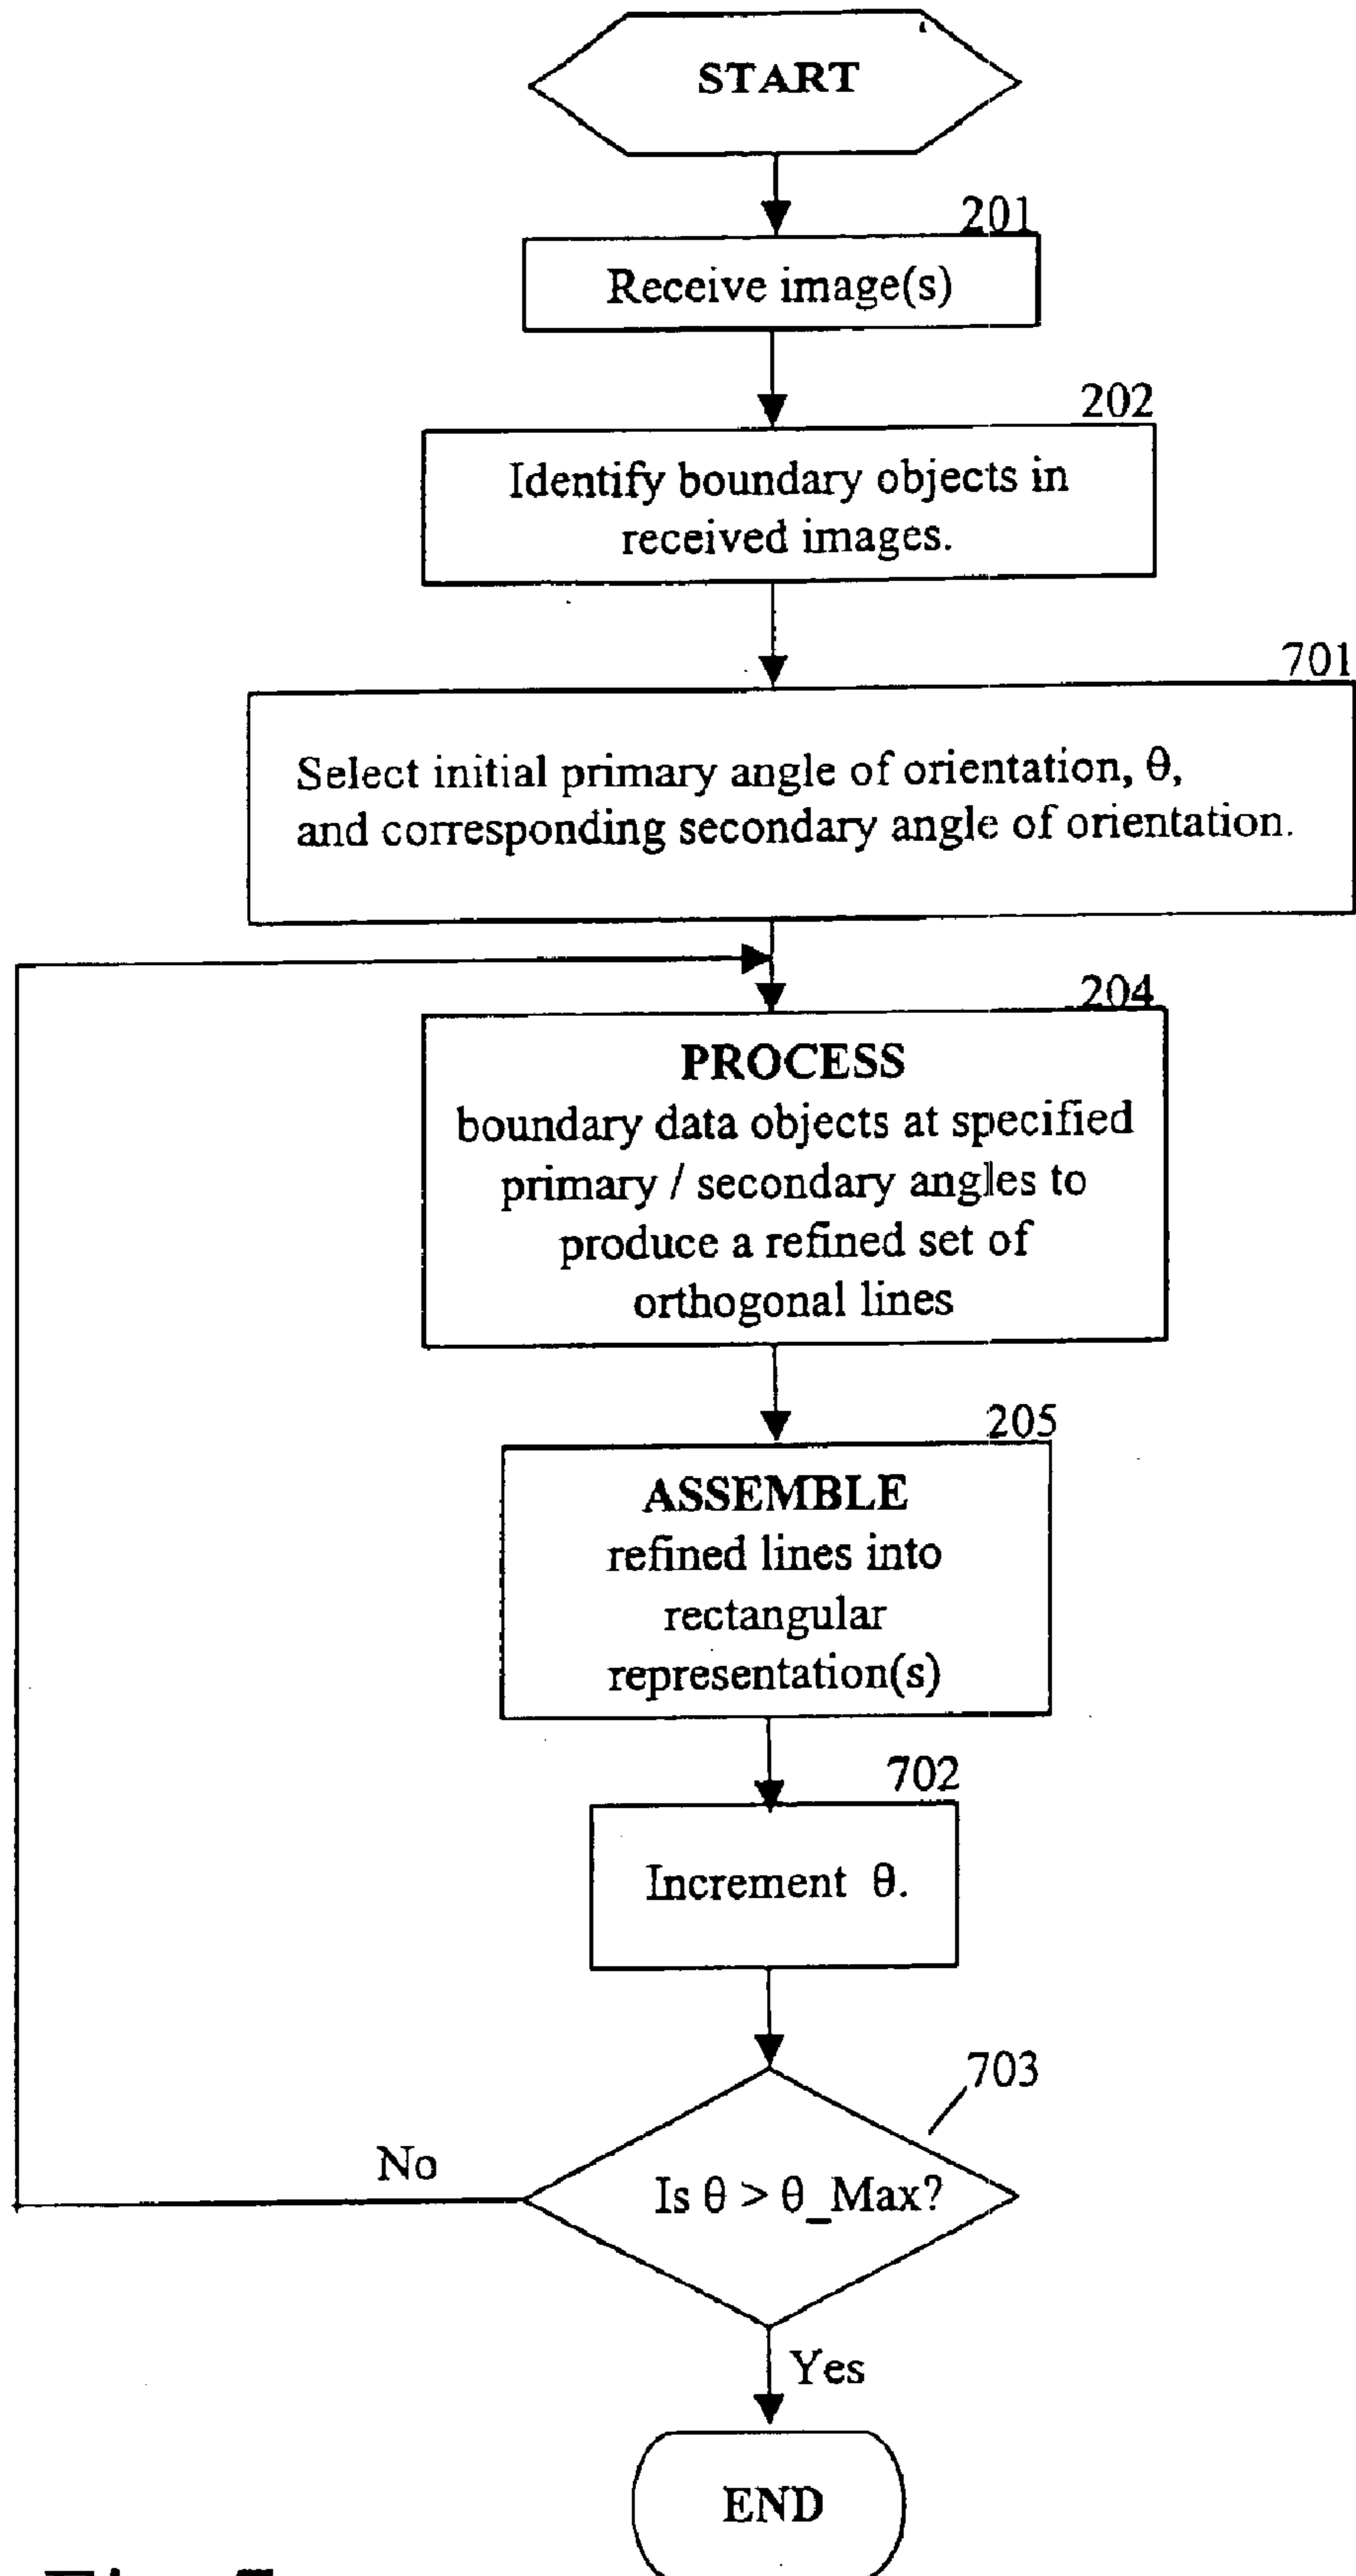 START
201
Receive image(s)
202
Identify boundary objects in
received images.
701
Select initial primary angle of orientation, θ,
and corresponding secondary angle of orientation.
204
PROCESS
boundary data objects at specified
primary / secondary angles to
produce a refined set of
orthogonal lines
205
ASSEMBLE
refined lines into
rectangular
representation(s)
702
Increment θ.
703
Is θ > θ_Max?
No
Yes
END